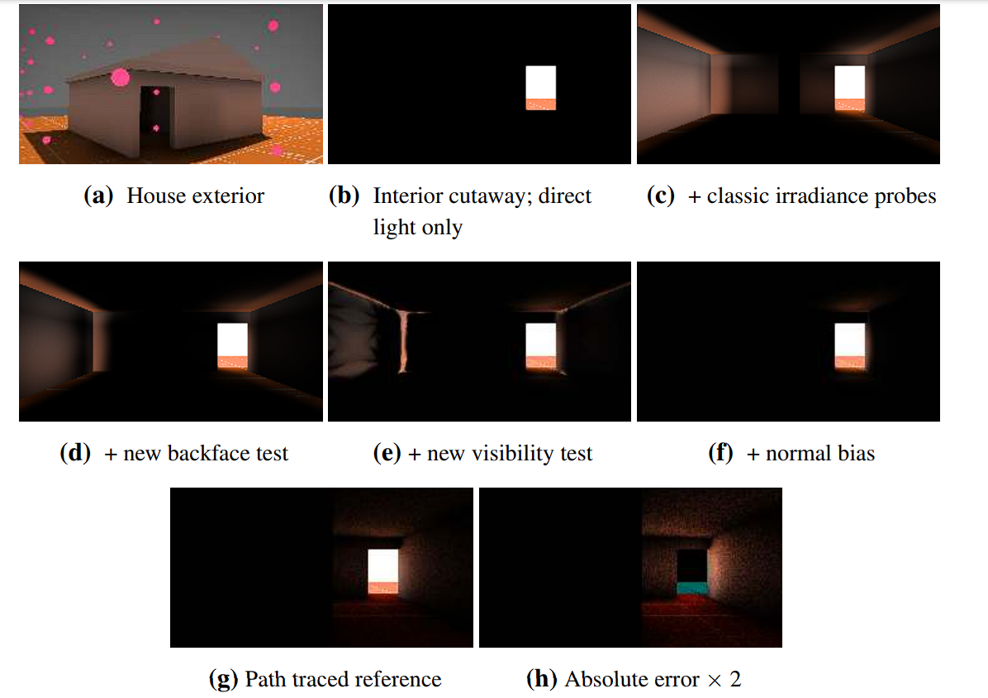 (a) House exterior
(b) Interior cutaway; direct
light only
(c) + classic irradiance probes
(d) + new backface test
(e) + new visibility test
(f) + normal bias
(g) Path traced reference
(h) Absolute error × 2